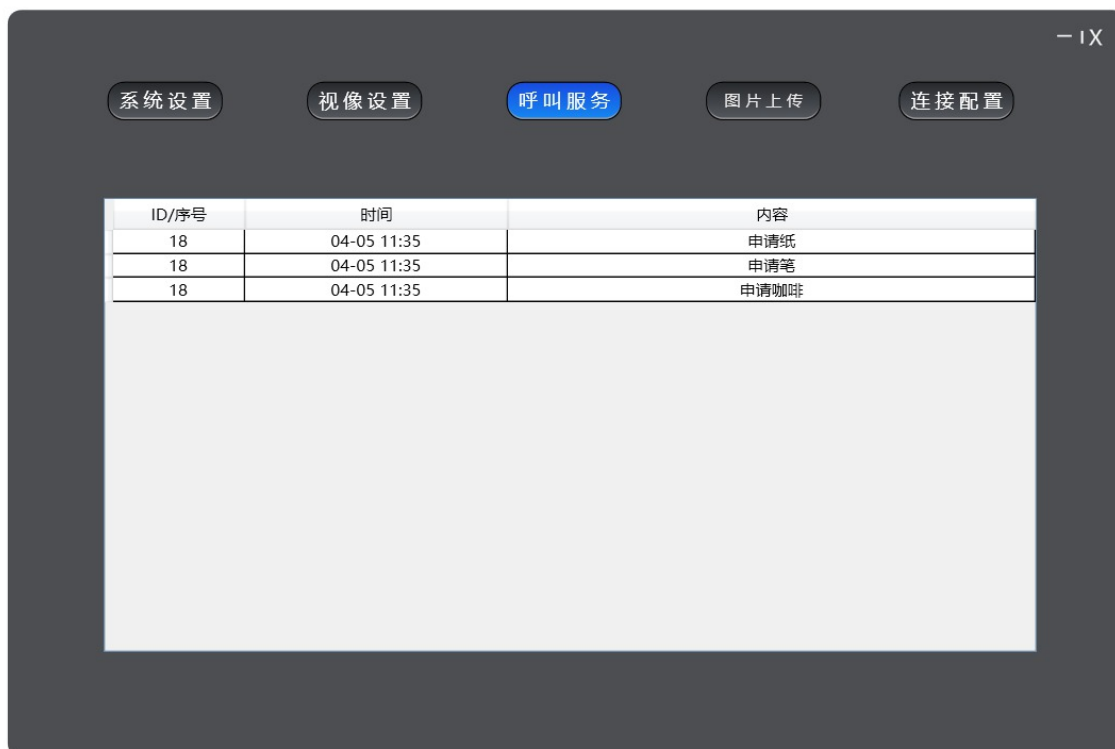 系统设置 视像设置 呼叫服务 图片上传 连接配置
ID/序号 时间 内容
18 04-05 11:35 申请纸
18 04-05 11:35 申请笔
18 04-05 11:35 申请咖啡